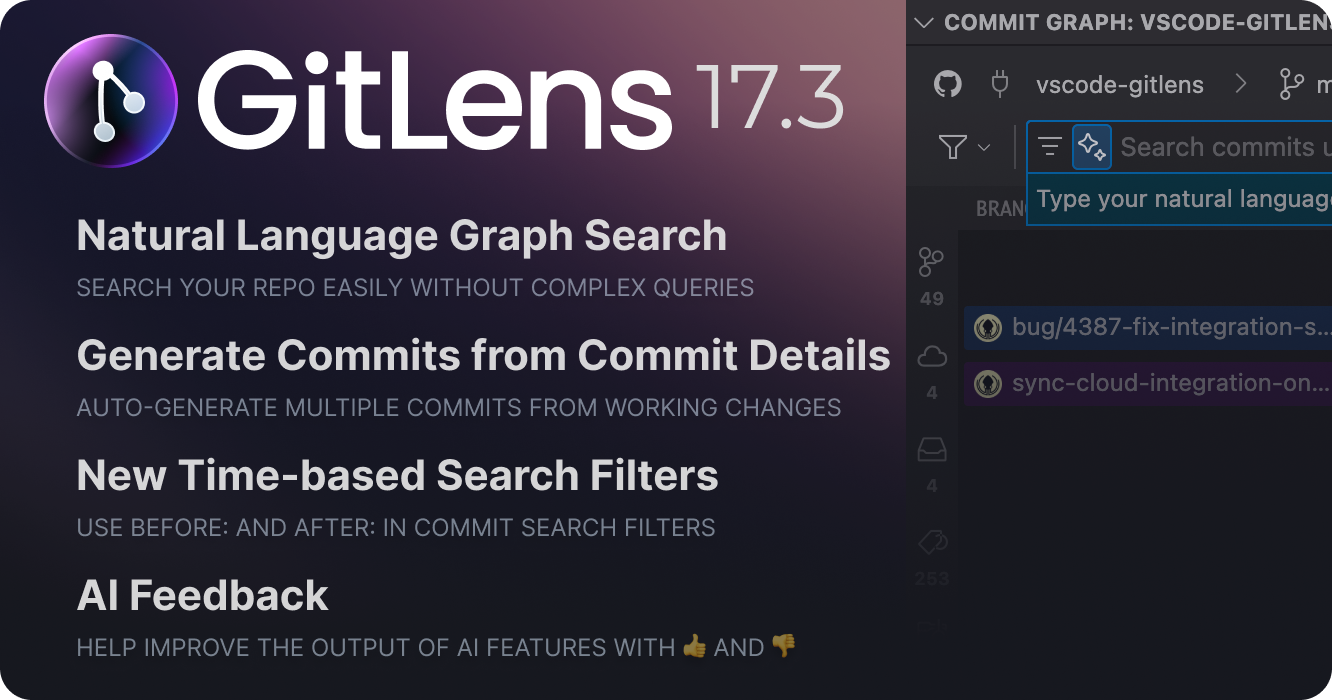 GitLens 17.3
Natural Language Graph Search
SEARCH YOUR REPO EASILY WITHOUT COMPLEX QUERIES
Generate Commits from Commit Details
AUTO-GENERATE MULTIPLE COMMITS FROM WORKING CHANGES
New Time-based Search Filters
USE BEFORE: AND AFTER: IN COMMIT SEARCH FILTERS
AI Feedback
HELP IMPROVE THE OUTPUT OF AI FEATURES WITH 👍 AND 👎
COMMIT GRAPH: VSCODE-GITLENS
vscode-gitlens
Search commits u
Type your natural language
BRAN
49
bug/4387-fix-integration-s...
4
sync-cloud-integration-on...
4
253